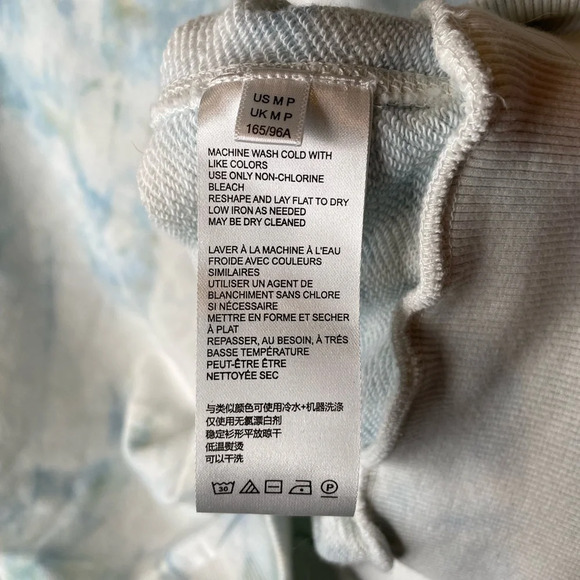 US M P
UK M P
165/96A
MACHINE WASH COLD WITH
LIKE COLORS
USE ONLY NON-CHLORINE
BLEACH
RESHAPE AND LAY FLAT TO DRY
LOW IRON AS NEEDED
MAY BE DRY CLEANED
LAVER À LA MACHINE À L'EAU
FROIDE AVEC COULEURS
SIMILAIRES
UTILISER UN AGENT DE
BLANCHIMENT SANS CHLORE
SI NÉCESSAIRE
METTRE EN FORME ET SECHER
À PLAT
REPASSER, AU BESOIN, À TRÉS
BASSE TEMPÉRATURE
PEUT-ÊTRE ÊTRE
NETTOYÉE SEC
与类似颜色可使用冷水+机器洗涤
仅使用无氯漂白剂
稳定衫形平放晾干
低温熨烫
可以干洗
30 P